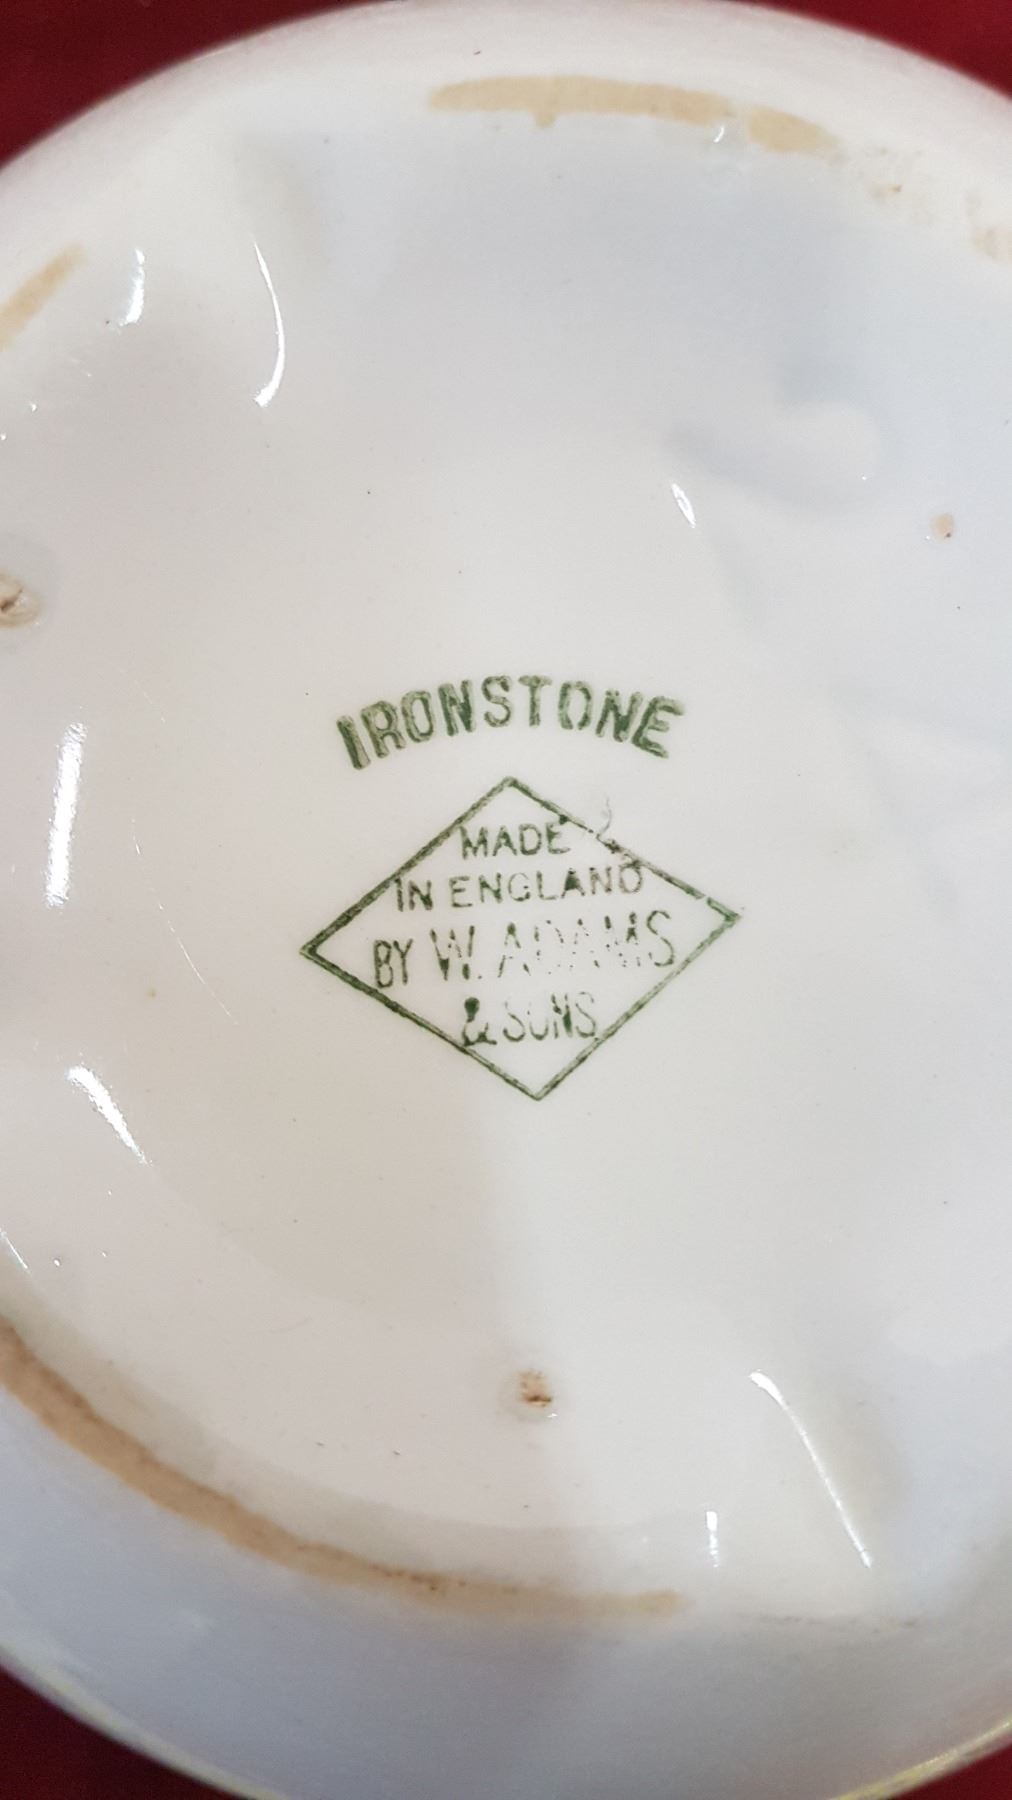 IRONSTONE
MADE
IN ENGLAND
BY W. ADAMS
& SONS